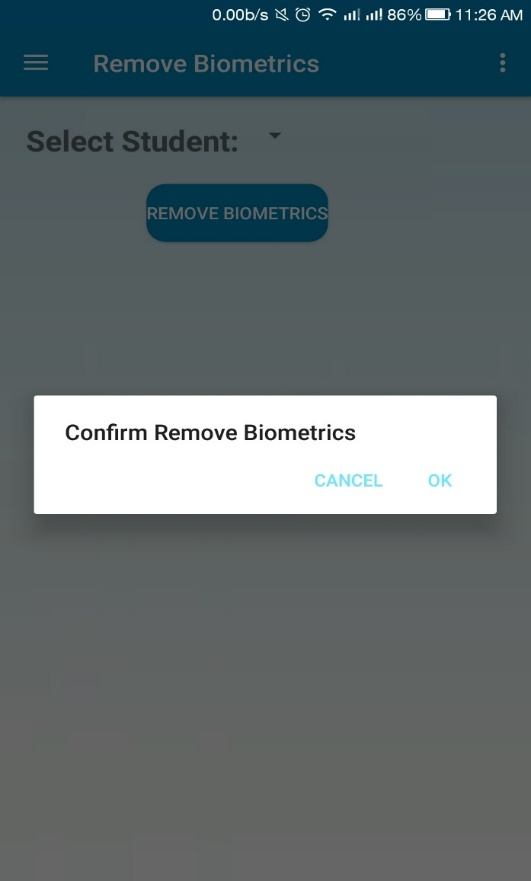 0.00b/s 86% 11:26 AM
Remove Biometrics
Select Student:
REMOVE BIOMETRICS
Confirm Remove Biometrics
CANCEL OK